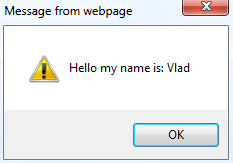 Message from webpage
Hello my name is: Vlad
OK